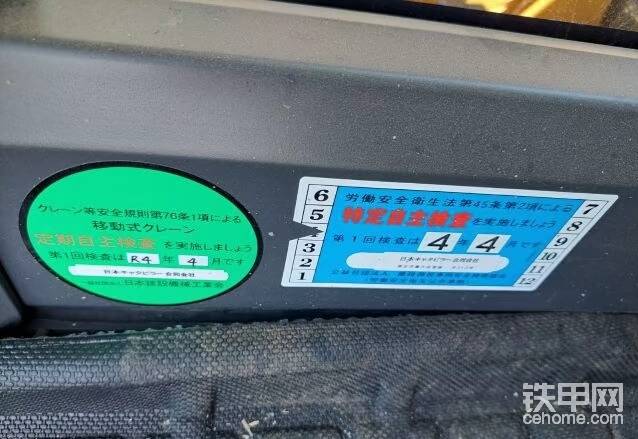 クレーン等安全規則第76条1項による
移動式クレーン
定期自主検査を実施しましょう
第1回検査は R4 年 4 月です
日本キャタピラー合同会社
一般社団法人 日本建設機械工業会
労働安全衛生法第45条第2項による
特定自主検査を実施しましょう
第1回検査は 4 年 4 月です
日本キャタピラー合同会社
公益社団法人
6
5
3
2
1
7
8
9
10
11
12
铁甲网
cehome.com